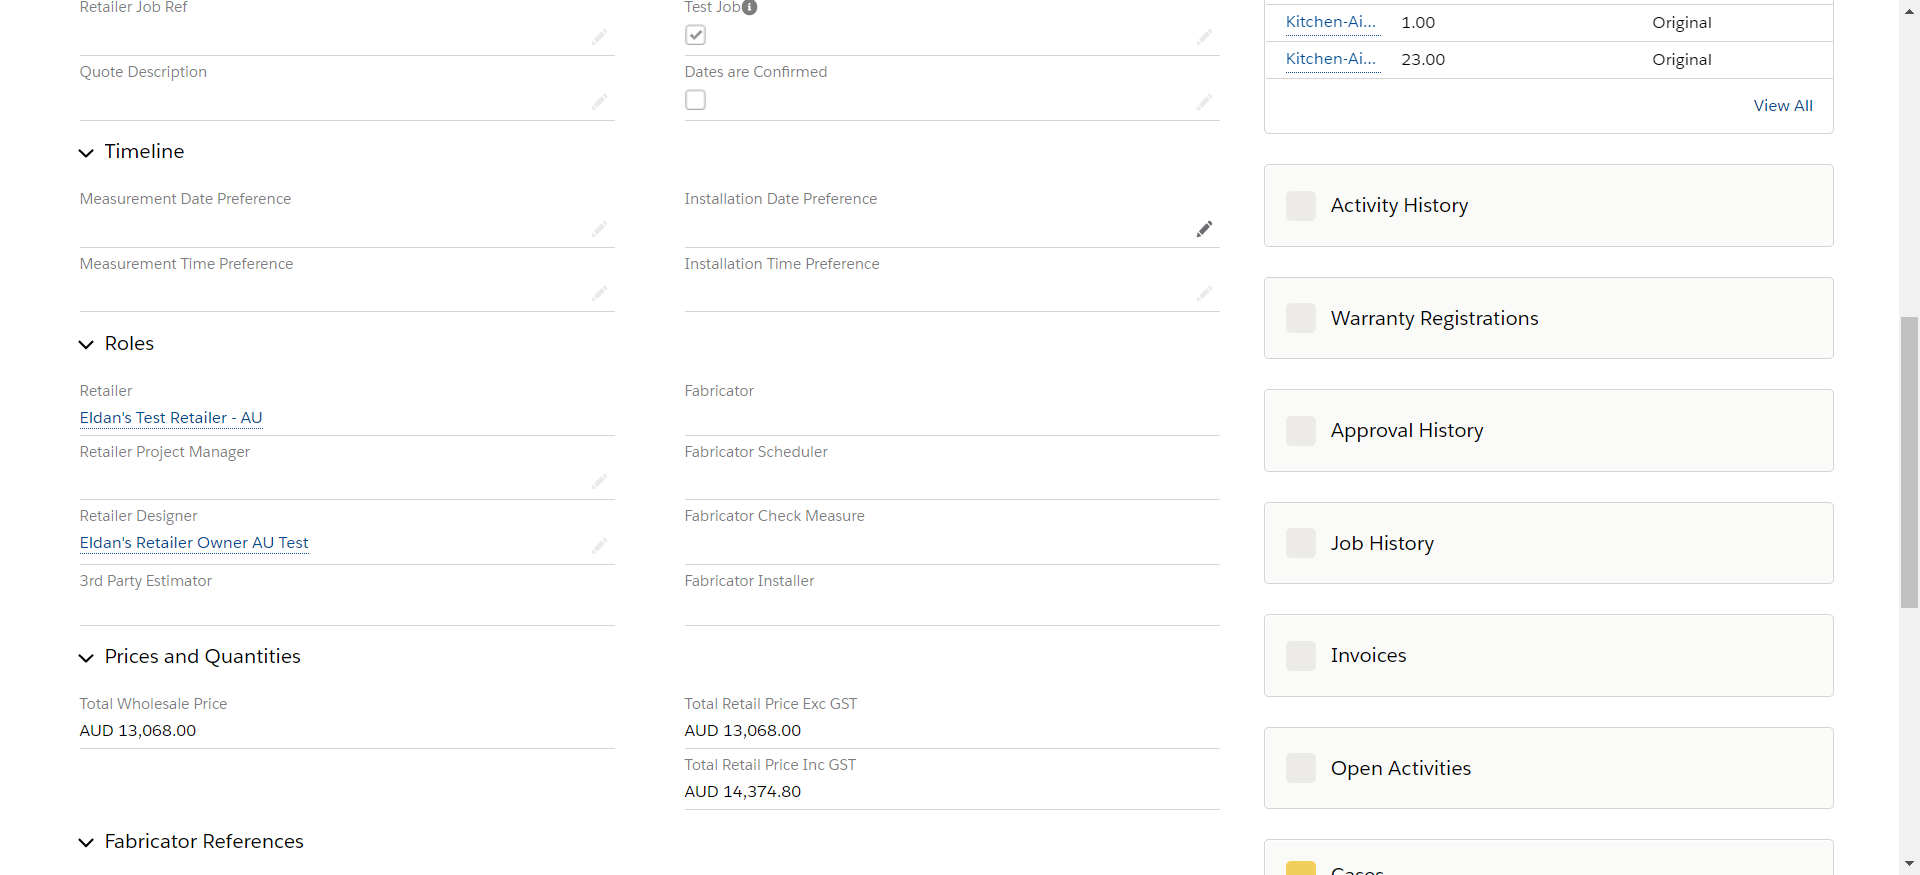 Retailer Job Ref
Test Job
Quote Description
Dates are Confirmed
Timeline
Measurement Date Preference
Installation Date Preference
Measurement Time Preference
Installation Time Preference
Roles
Retailer
Eldan's Test Retailer - AU
Fabricator
Retailer Project Manager
Fabricator Scheduler
Retailer Designer
Eldan's Retailer Owner AU Test
Fabricator Check Measure
3rd Party Estimator
Fabricator Installer
Prices and Quantities
Total Wholesale Price
AUD 13,068.00
Total Retail Price Exc GST
AUD 13,068.00
Total Retail Price Inc GST
AUD 14,374.80
Fabricator References
Kitchen-Ai... 1.00 Original
Kitchen-Ai... 23.00 Original
View All
Activity History
Warranty Registrations
Approval History
Job History
Invoices
Open Activities
Cases